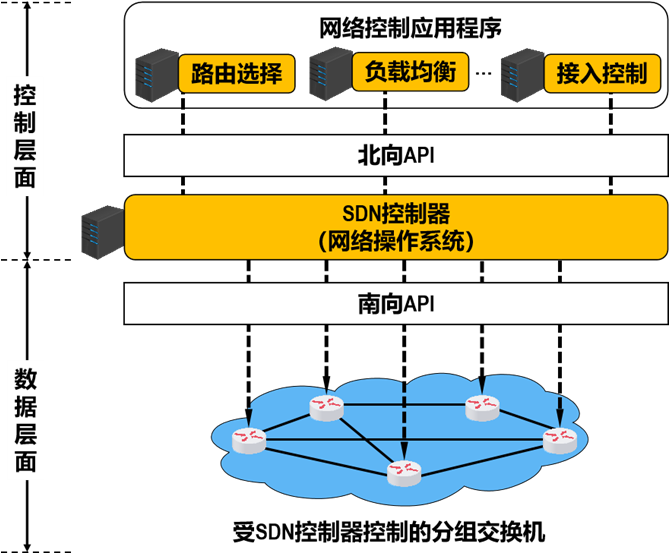 网络控制应用程序
路由选择
负载均衡
…
接入控制
控制层面
北向API
SDN控制器
（网络操作系统）
南向API
数据层面
受SDN控制器控制的分组交换机